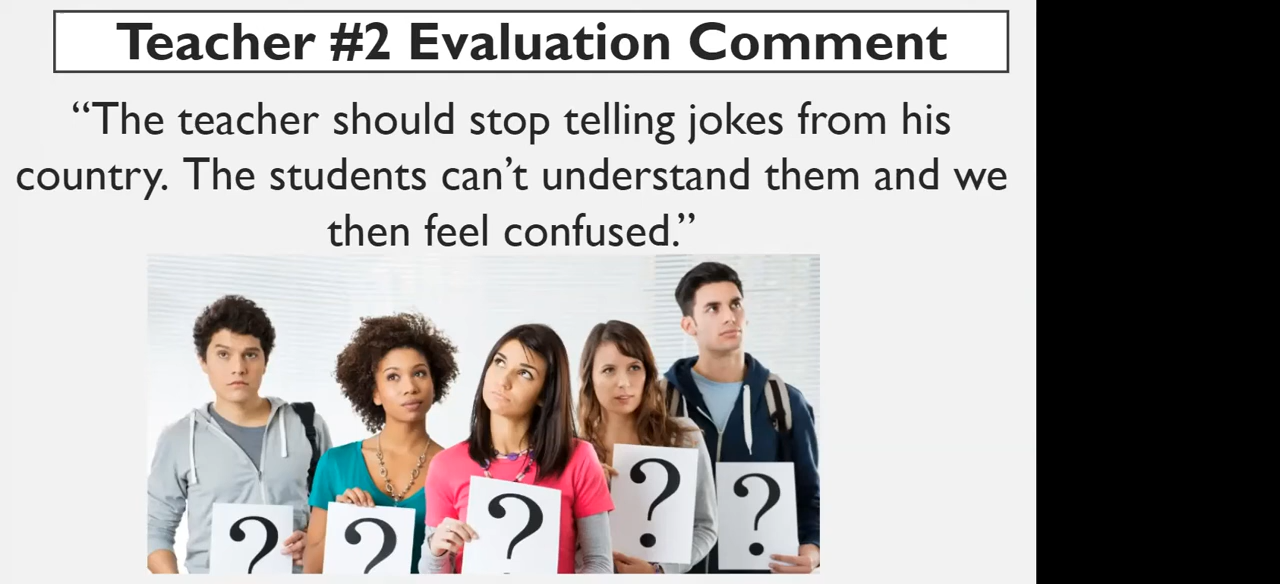 Teacher #2 Evaluation Comment
“The teacher should stop telling jokes from his
country. The students can’t understand them and we
then feel confused.”
? ? ? ? ?